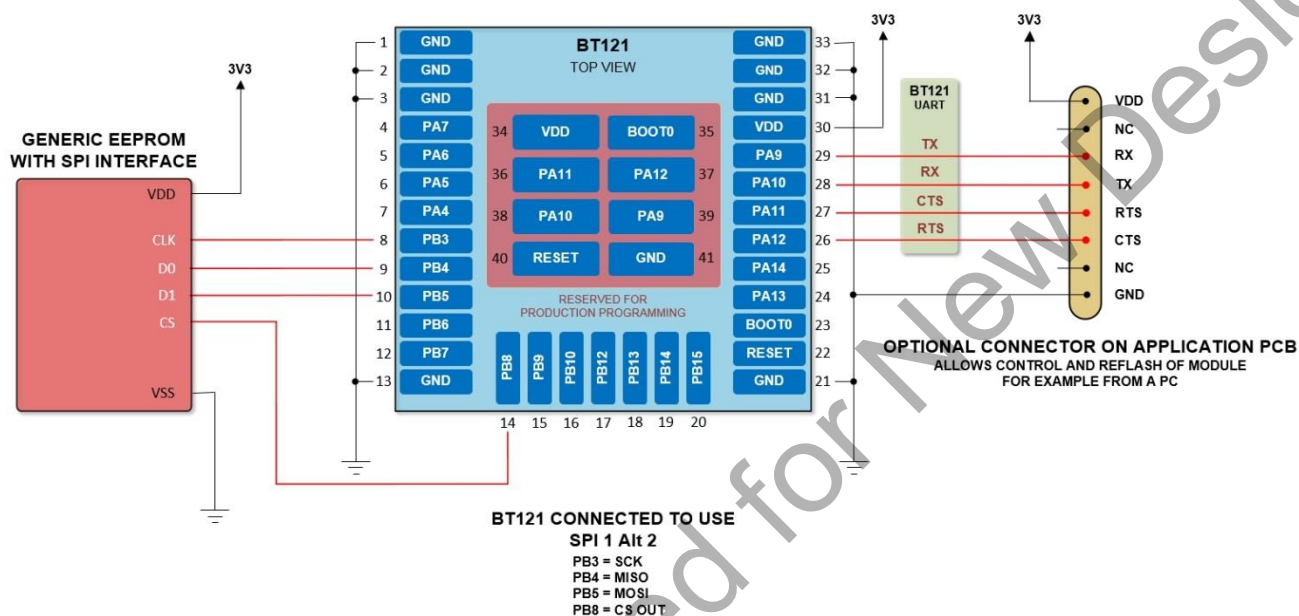 3V3
GENERIC EEPROM
WITH SPI INTERFACE
VDD
CLK
D0
D1
CS
VSS
BT121
TOP VIEW
1 GND
2 GND
3 GND
4 PA7
5 PA6
6 PA5
7 PA4
8 PB3
9 PB4
10 PB5
11 PB6
12 PB7
13 GND
34 VDD BOOT0 35
36 PA11 PA12 37
38 PA10 PA9 39
40 RESET GND 41
RESERVED FOR
PRODUCTION PROGRAMMING
PB8 PB9 PB10 PB12 PB13 PB14 PB15
14 15 16 17 18 19 20
GND 33
GND 32
GND 31
VDD 30
PA9 29
PA10 28
PA11 27
PA12 26
PA14 25
PA13 24
BOOT0 23
RESET 22
GND 21
3V3
BT121
UART
TX
RX
CTS
RTS
3V3
VDD
NC
RX
TX
RTS
CTS
NC
GND
OPTIONAL CONNECTOR ON APPLICATION PCB
ALLOWS CONTROL AND REFLASH OF MODULE
FOR EXAMPLE FROM A PC
BT121 CONNECTED TO USE
SPI 1 Alt 2
PB3 = SCK
PB4 = MISO
PB5 = MOSI
PB8 = CS OUT
for New